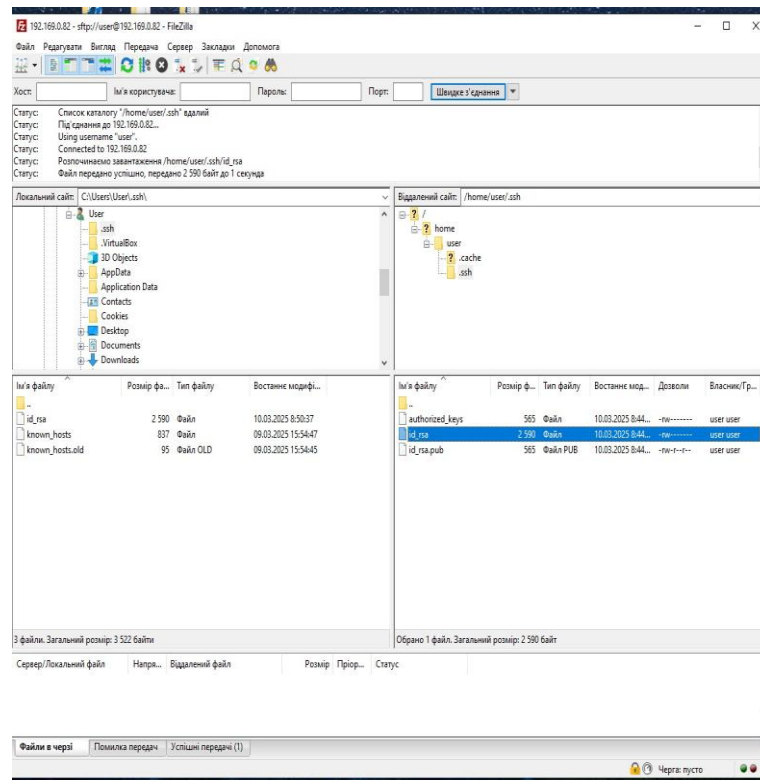 192.169.0.82 - sftp://user@192.169.0.82 - FileZilla
Файл Редагувати Вигляд Передача Сервер Закладки Допомога
Хост: Ім'я користувача: Пароль: Порт: Швидке з'єднання
Статус: Список каталогу "/home/user/.ssh" вдалий
Статус: Під'єднання до 192.169.0.82...
Статус: Using username "user".
Статус: Connected to 192.169.0.82
Статус: Розпочинаємо завантаження /home/user/.ssh/id_rsa
Статус: Файл передано успішно, передано 2 590 байт до 1 секунда
Локальний сайт: C:\Users\User\.ssh\
User
.ssh
.VirtualBox
3D Objects
AppData
Application Data
Contacts
Cookies
Desktop
Documents
Downloads
Віддалений сайт: /home/user/.ssh
/
home
user
.cache
.ssh
Ім'я файлу Розмір фа... Тип файлу Востаннє модифі...
..
id_rsa 2 590 Файл 10.03.2025 8:50:37
known_hosts 837 Файл 09.03.2025 15:54:47
known_hosts.old 95 Файл OLD 09.03.2025 15:54:45
3 файли. Загальний розмір: 3 522 байти
Ім'я файлу Розмір ф... Тип файлу Востаннє мод... Дозволи Власник/Гр...
..
authorized_keys 565 Файл 10.03.2025 8:44... -rw------- user user
id_rsa 2 590 Файл 10.03.2025 8:44... -rw------- user user
id_rsa.pub 565 Файл PUB 10.03.2025 8:44... -rw-r--r-- user user
Обрано 1 файл. Загальний розмір: 2 590 байт
Сервер/Локальний файл Напря... Віддалений файл Розмір Пріор... Статус
Файли в черзі Помилка передач Успішні передачі (1)
Черга: пусто